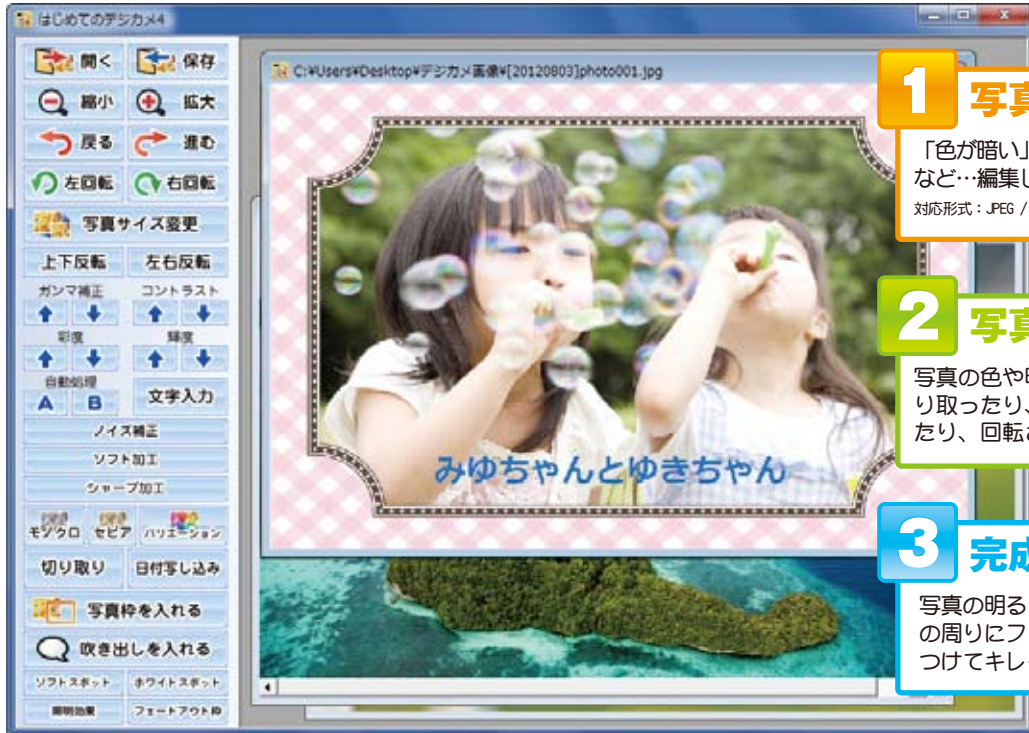 はじめてのデジカメ4
開く 保存
縮小 拡大
戻る 進む
左回転 右回転
写真サイズ変更
上下反転 左右反転
ガンマ補正 コントラスト
彩度 輝度
自動処理
A B 文字入力
ノイズ補正
ソフト加工
シャープ加工
モノクロ セピア バリエーション
切り取り 日付写し込み
写真枠を入れる
吹き出しを入れる
ソフトスポット ホワイトスポット
照明効果 フェードアウト枠
C:¥Users¥Desktop¥デジカメ画像¥[20120803]photo001.jpg
みゆちゃんとゆきちゃん
1 写真
「色が暗い」
など…編集し
対応形式：JPEG /
2 写真
写真の色や
り取ったり、
たり、回転
3 完成
写真の明る
の周りにフ
つけてキレ